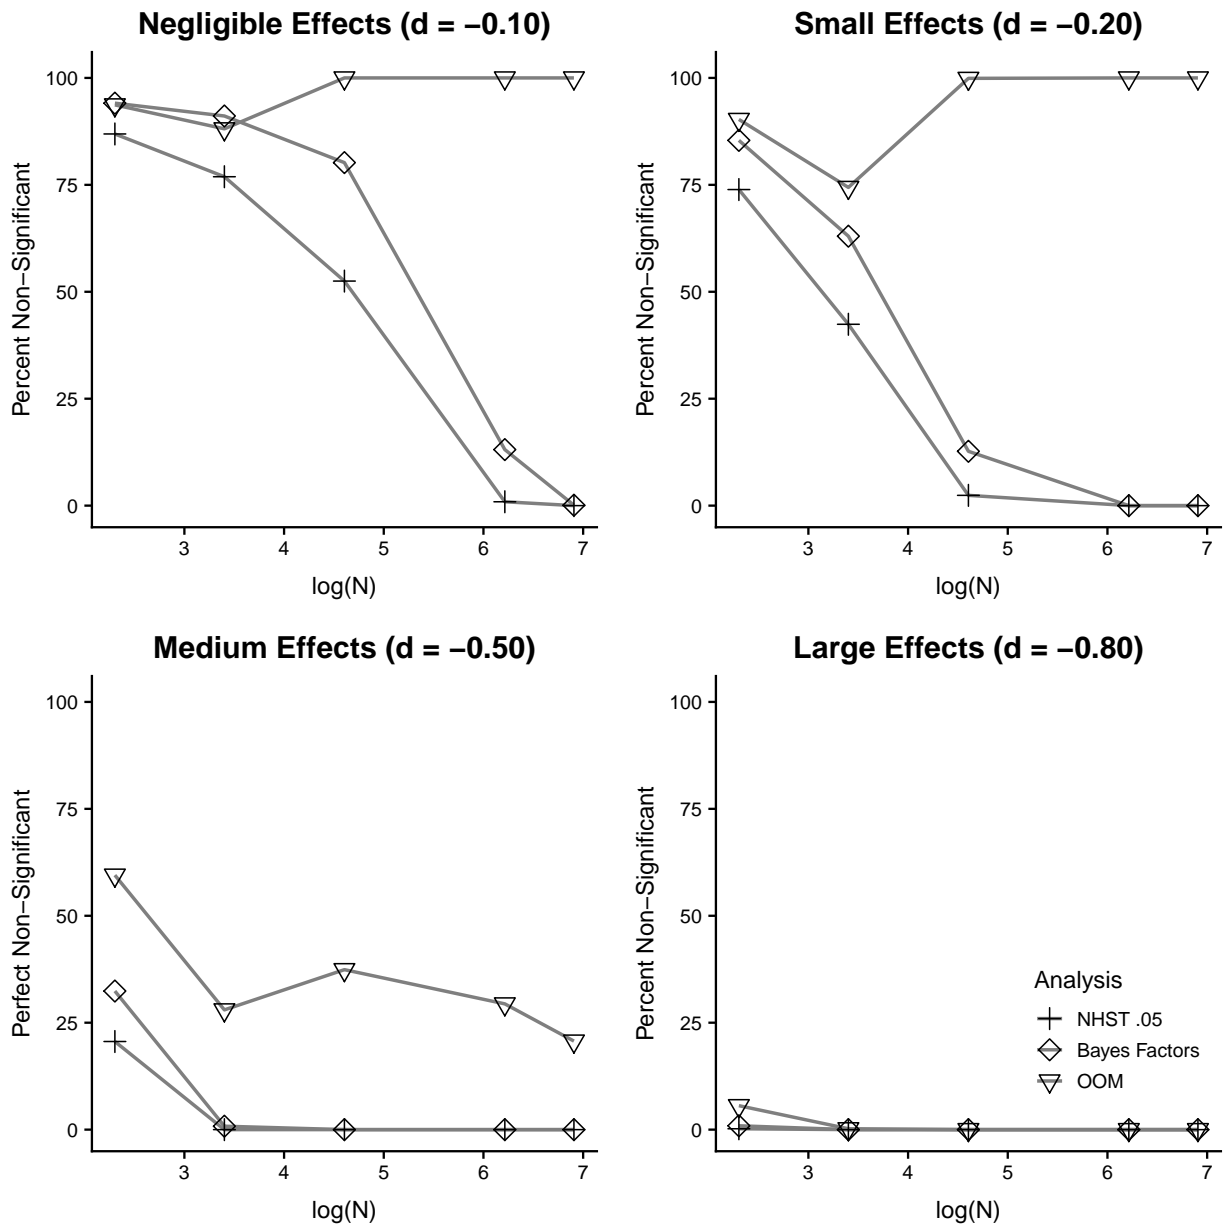 Negligible Effects (d = −0.10)
Percent Non−Significant
100
75
50
25
0
3 4 5 6 7
log(N)
Small Effects (d = −0.20)
Percent Non−Significant
100
75
50
25
0
3 4 5 6 7
log(N)
Medium Effects (d = −0.50)
Perfect Non−Significant
100
75
50
25
0
3 4 5 6 7
log(N)
Large Effects (d = −0.80)
Percent Non−Significant
100
75
50
25
0
3 4 5 6 7
log(N)
Analysis
NHST .05
Bayes Factors
OOM